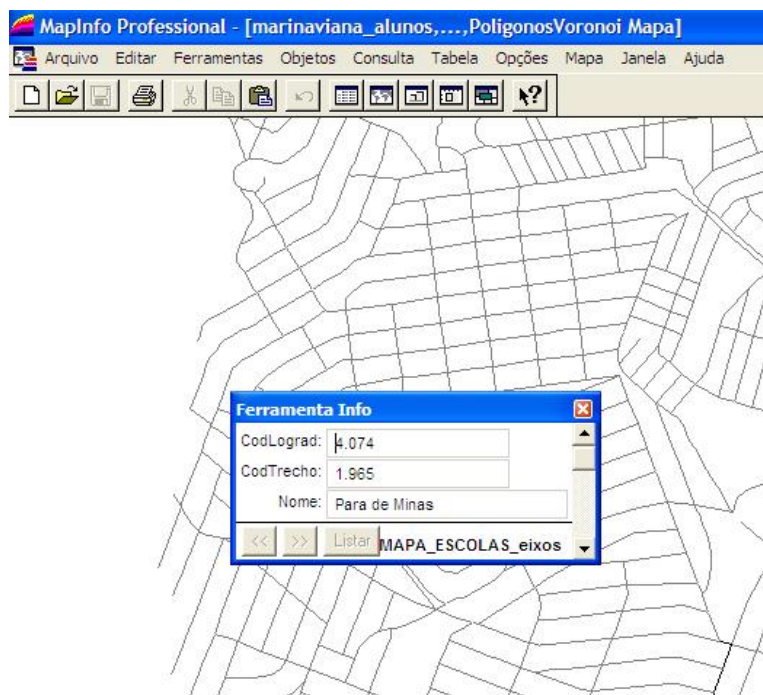 MapInfo Professional - [marinaviana_alunos,...,PoligonosVoronoi Mapa]
Arquivo Editar Ferramentas Objetos Consulta Tabela Opções Mapa Janela Ajuda
Ferramenta Info
CodLograd: 4.074
CodTrecho: 1.965
Nome: Para de Minas
<< >> Listar MAPA_ESCOLAS_eixos